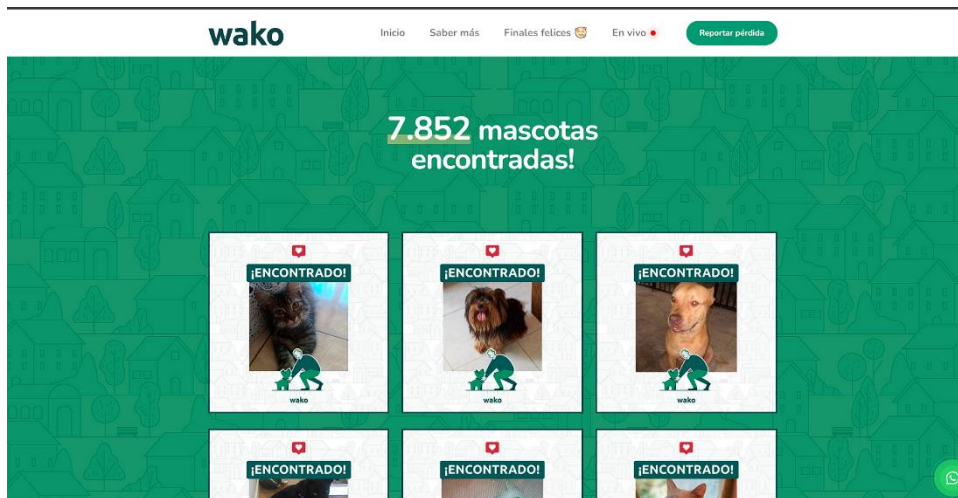 wako
Inicio
Saber más
Finales felices
En vivo
Reportar pérdida
7.852 mascotas
encontradas!
¡ENCONTRADO!
¡ENCONTRADO!
¡ENCONTRADO!
wako
wako
wako
¡ENCONTRADO!
¡ENCONTRADO!
¡ENCONTRADO!